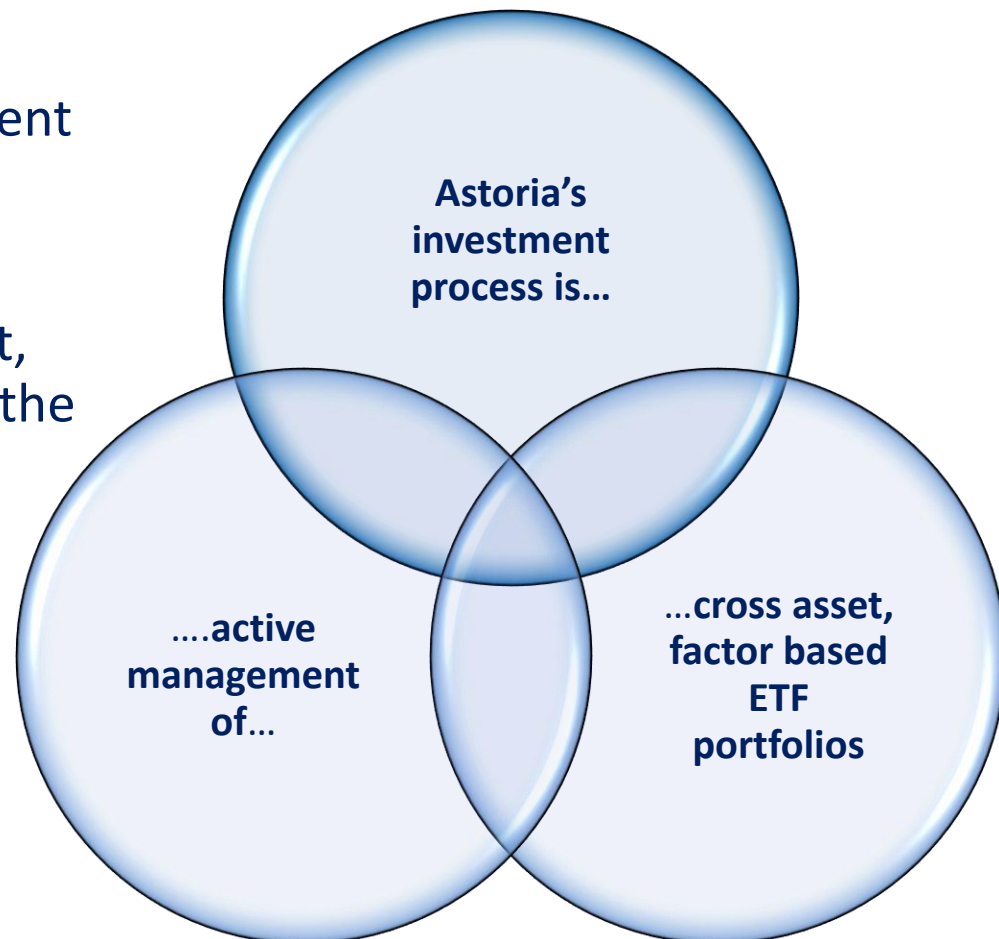 ent
t,
the
Astoria’s
investment
process is…
….active
management
of…
…cross asset,
factor based
ETF
portfolios